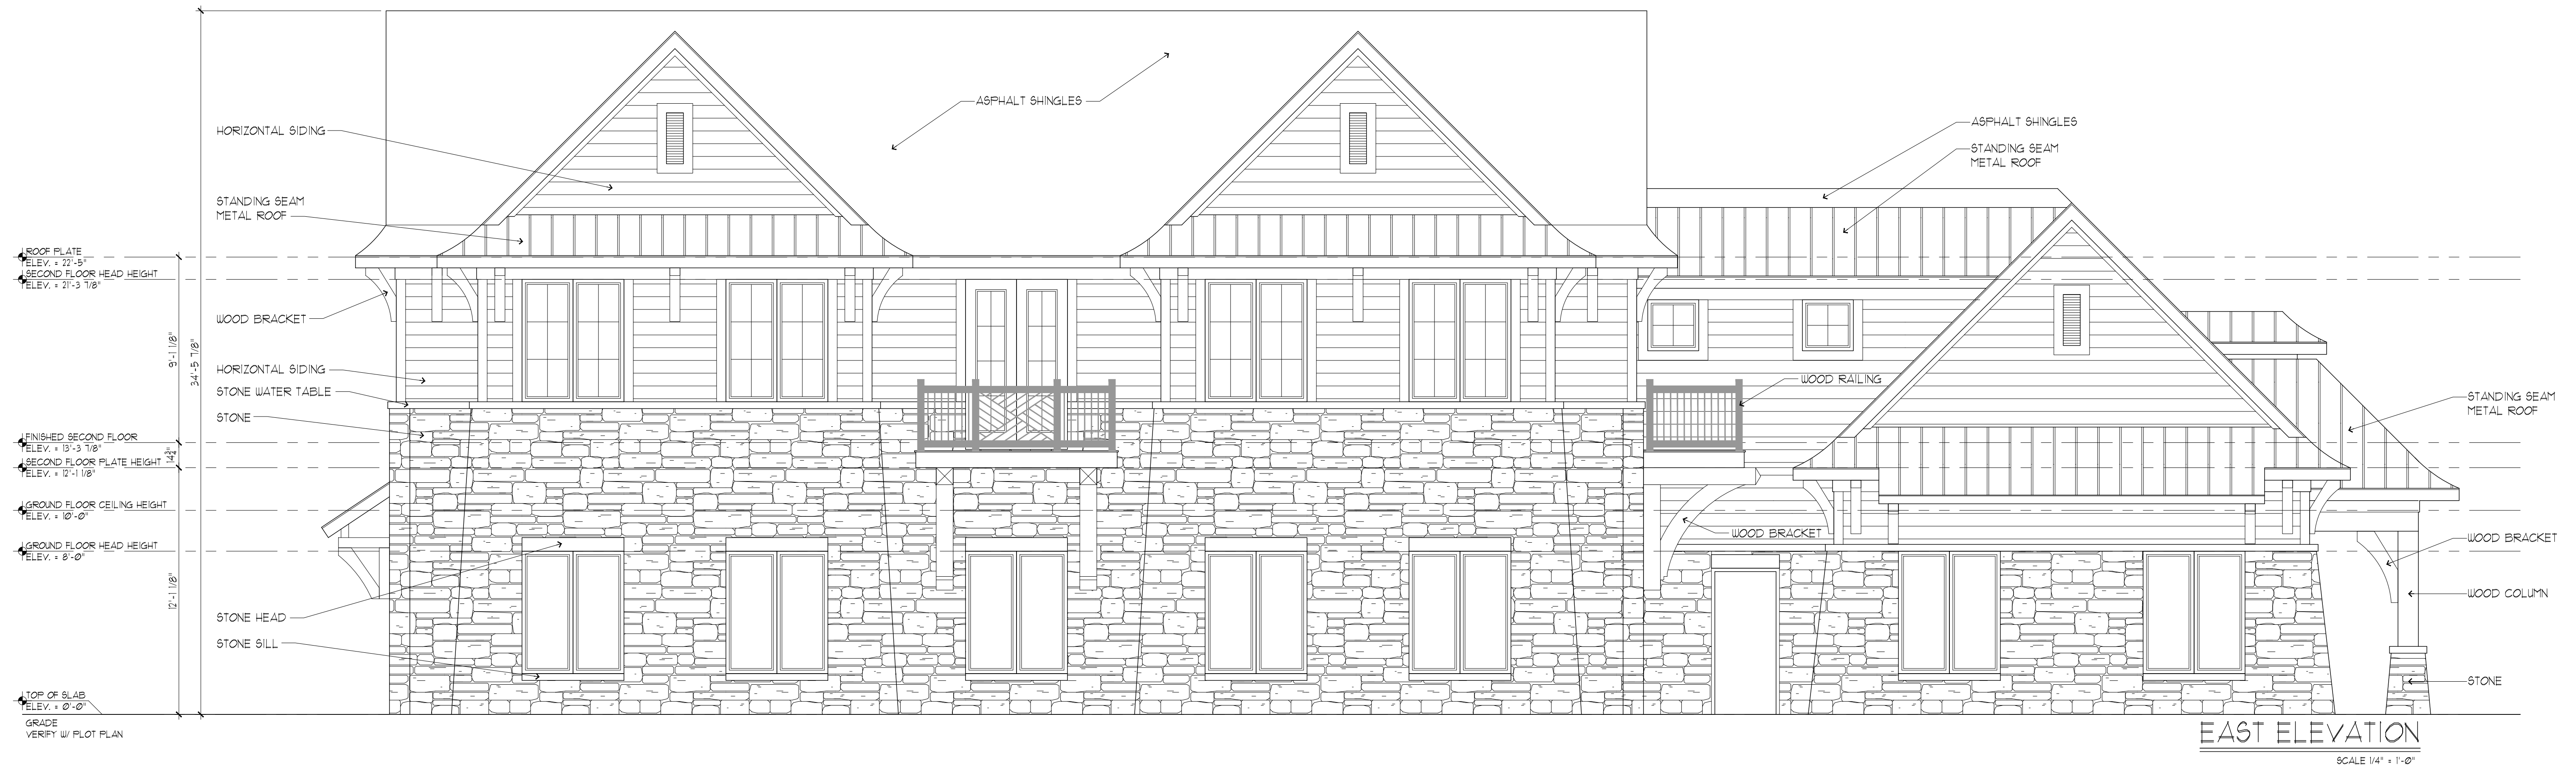 ASPHALT SHINGLES
HORIZONTAL SIDING
STANDING SEAM
METAL ROOF
ASPHALT SHINGLES
STANDING SEAM
METAL ROOF
ROOF PLATE
ELEV. = 22'-5"
SECOND FLOOR HEAD HEIGHT
ELEV. = 21'-3 7/8"
WOOD BRACKET
9'-1 1/8"
34'-5 7/8"
HORIZONTAL SIDING
STONE WATER TABLE
STONE
WOOD RAILING
STANDING SEAM
METAL ROOF
FINISHED SECOND FLOOR
ELEV. = 13'-3 7/8"
14 3/4"
SECOND FLOOR PLATE HEIGHT
ELEV. = 12'-1 1/8"
GROUND FLOOR CEILING HEIGHT
ELEV. = 10'-0"
WOOD BRACKET
WOOD BRACKET
GROUND FLOOR HEAD HEIGHT
ELEV. = 8'-0"
12'-1 1/8"
WOOD COLUMN
STONE HEAD
STONE SILL
STONE
TOP OF SLAB
ELEV. = 0'-0"
GRADE
VERIFY W/ PLOT PLAN
EAST ELEVATION
SCALE 1/4" = 1'-0"